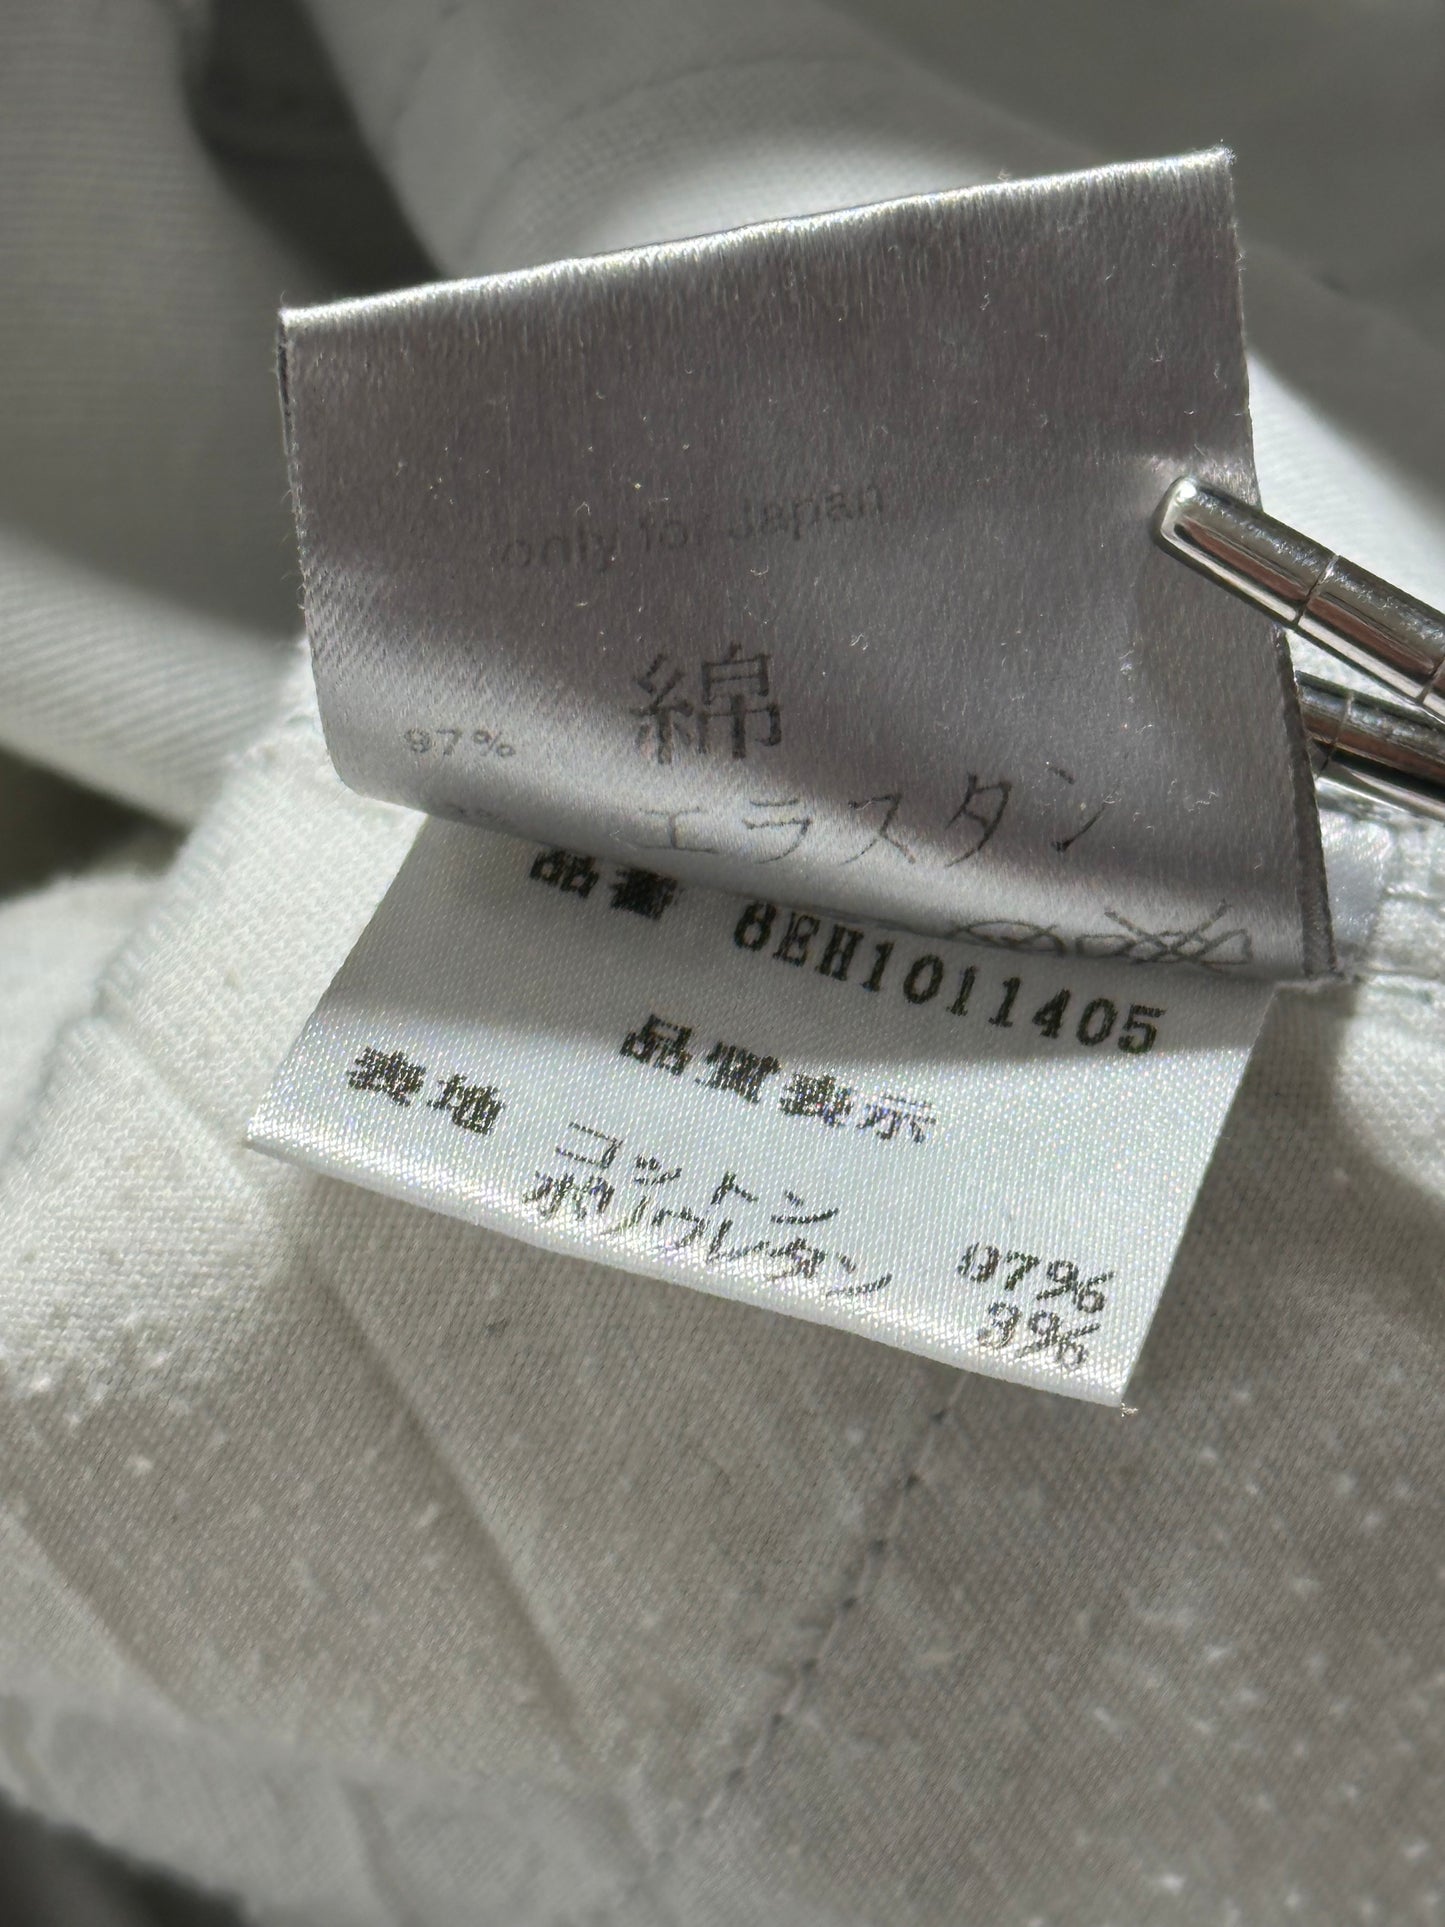 only for Japan
97% 綿
エラスタン
品番 8EH1011405
品質表示
表地 コットン 97%
ポリウレタン 3%